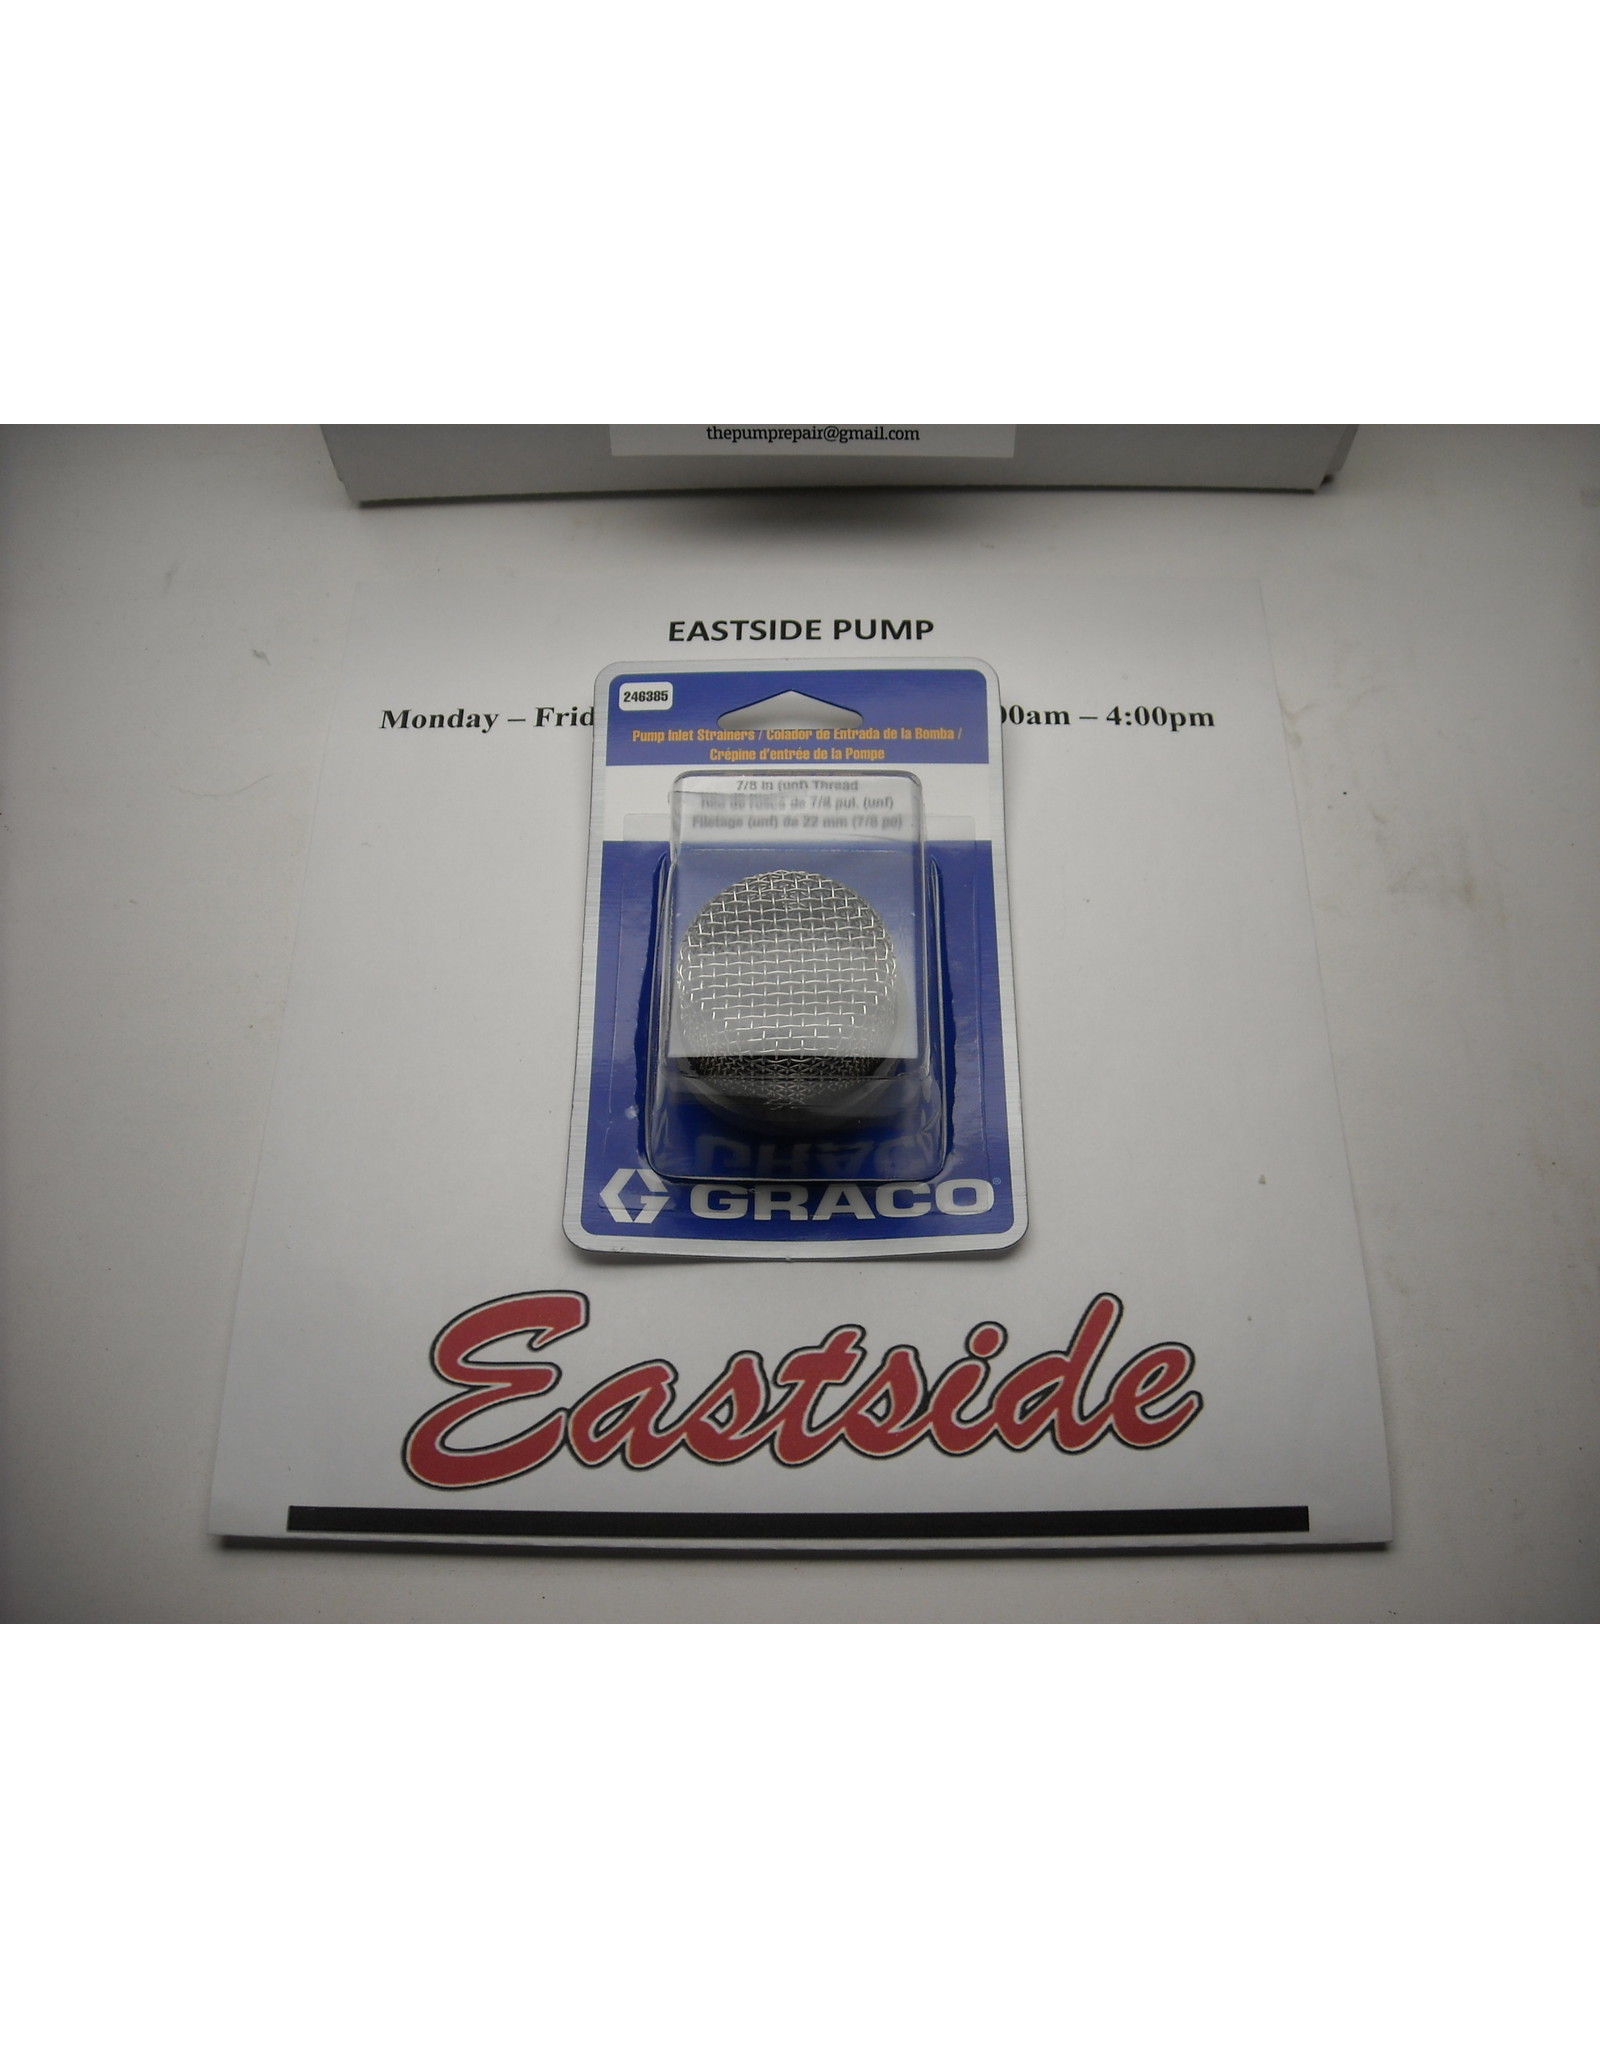 thepumprepair@gmail.com
EASTSIDE PUMP
Monday – Frid
00am – 4:00pm
246385
Pump Inlet Strainers / Colador de Entrada de la Bomba /
Crépine d'entrée de la Pompe
7/8 in (unf) Thread
de 7/8 pul. (unf)
Filetage (unf) de 22 mm (7/8 po)
GRACO
Eastside